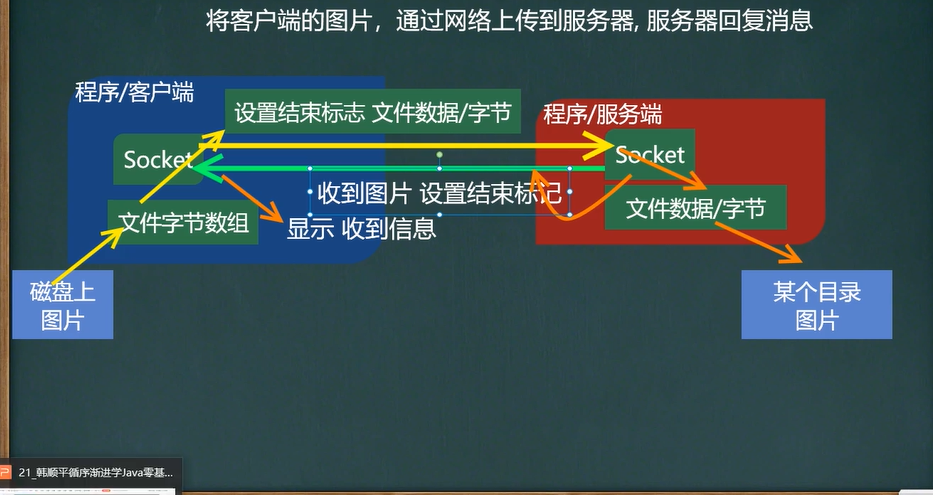 将客户端的图片，通过网络上传到服务器, 服务器回复消息
程序/客户端
设置结束标志 文件数据/字节
程序/服务端
Socket
Socket
收到图片 设置结束标记
文件数据/字节
文件字节数组
显示 收到信息
磁盘上
图片
某个目录
图片
21_韩顺平循序渐进学Java零基...